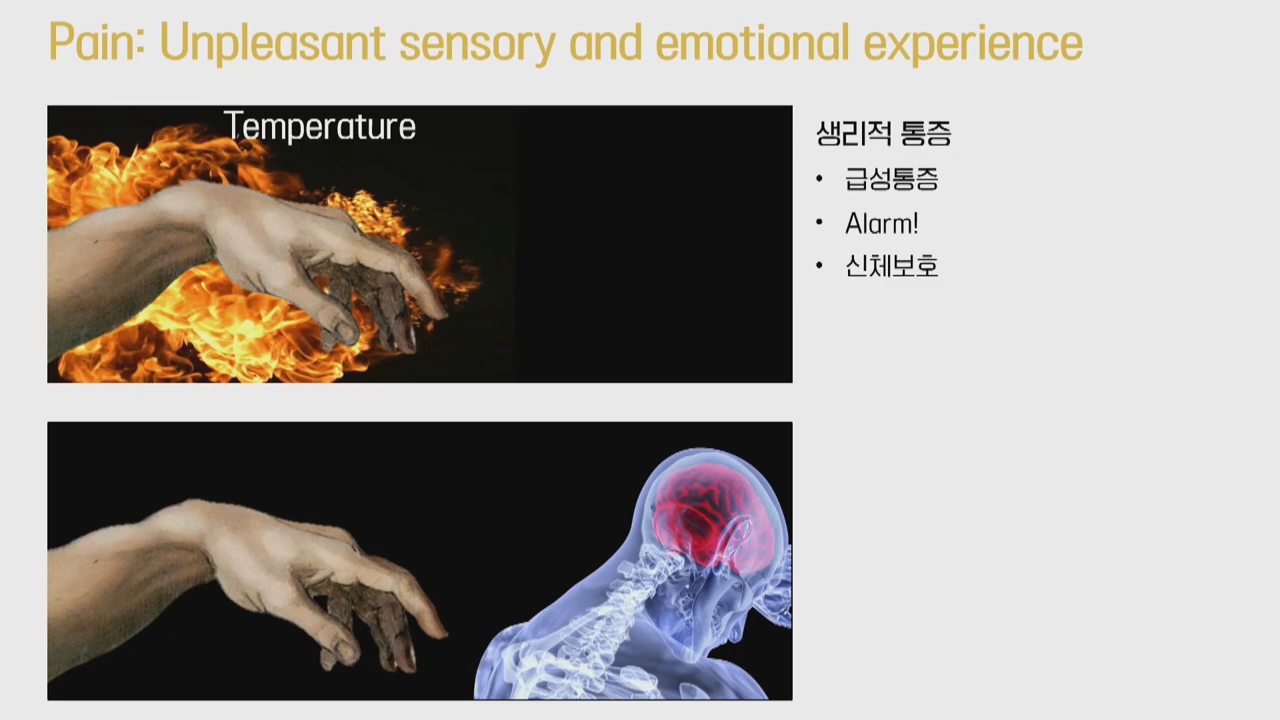 Pain: Unpleasant sensory and emotional experience
Temperature
생리적 통증
• 급성통증
• Alarm!
• 신체보호